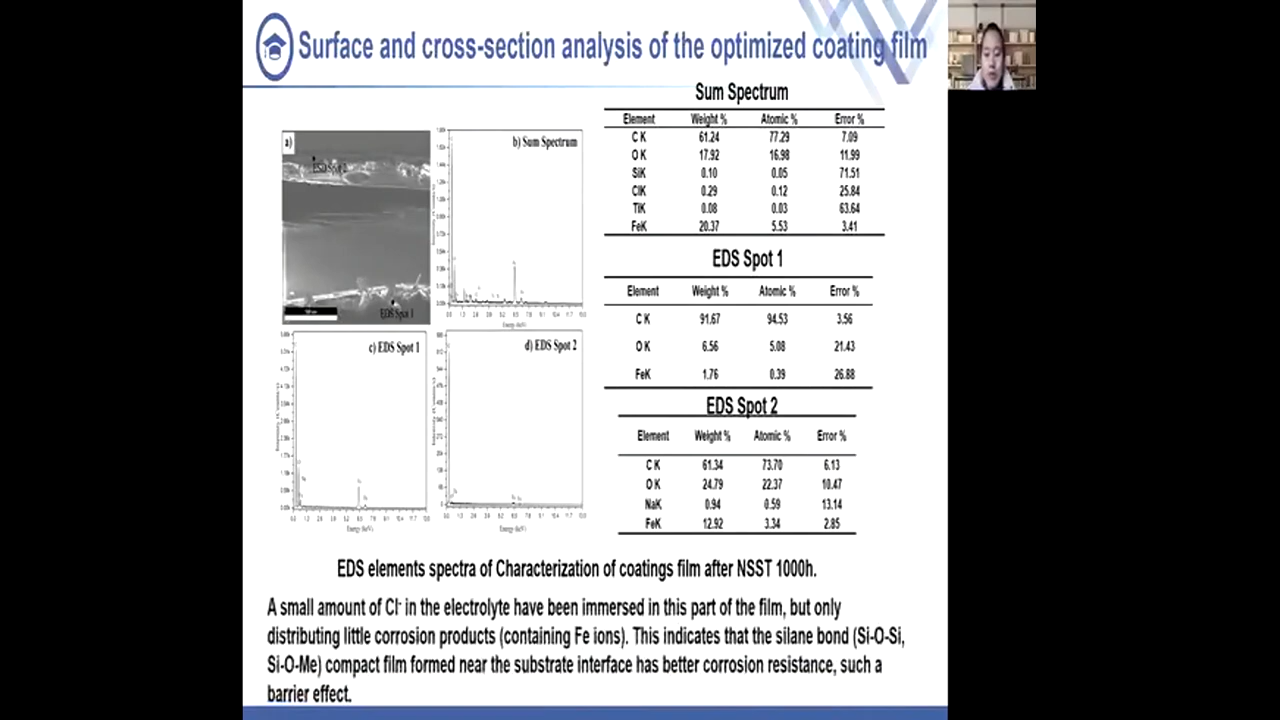 Surface and cross-section analysis of the optimized coating film
a)
EDS Spot 2
EDS Spot 1
b) Sum Spectrum
Energy (keV)
c) EDS Spot 1
Energy (keV)
d) EDS Spot 2
Energy (keV)
Sum Spectrum
Element Weight % Atomic % Error %
C K 61.24 77.29 7.09
O K 17.92 16.98 11.99
SiK 0.10 0.05 71.51
ClK 0.29 0.12 25.84
TiK 0.08 0.03 63.64
FeK 20.37 5.53 3.41
EDS Spot 1
Element Weight % Atomic % Error %
C K 91.67 94.53 3.56
O K 6.56 5.08 21.43
FeK 1.76 0.39 26.88
EDS Spot 2
Element Weight % Atomic % Error %
C K 61.34 73.70 6.13
O K 24.79 22.37 10.47
NaK 0.94 0.59 13.14
FeK 12.92 3.34 2.85
EDS elements spectra of Characterization of coatings film after NSST 1000h.
A small amount of Cl⁻ in the electrolyte have been immersed in this part of the film, but only
distributing little corrosion products (containing Fe ions). This indicates that the silane bond (Si-O-Si,
Si-O-Me) compact film formed near the substrate interface has better corrosion resistance, such a
barrier effect.